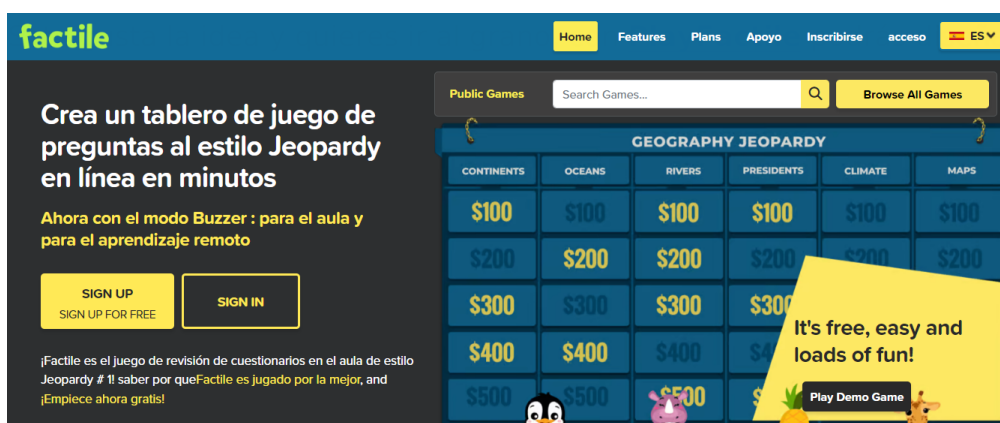 factile
Home Features Plans Apoyo Inscribirse acceso ES
Public Games Search Games... Browse All Games
Crea un tablero de juego de
preguntas al estilo Jeopardy
en línea en minutos
Ahora con el modo Buzzer : para el aula y
para el aprendizaje remoto
SIGN UP
SIGN UP FOR FREE
SIGN IN
¡Factile es el juego de revisión de cuestionarios en el aula de estilo
Jeopardy # 1! saber por queFactile es jugado por la mejor, and
¡Empiece ahora gratis!
GEOGRAPHY JEOPARDY
CONTINENTS OCEANS RIVERS PRESIDENTS CLIMATE MAPS
$100 $100 $100 $100 $100 $100
$200 $200 $200 $200 $200 $200
$300 $300 $300 $300
$400 $400 $400
$500 $500 $500
It's free, easy and
loads of fun!
Play Demo Game